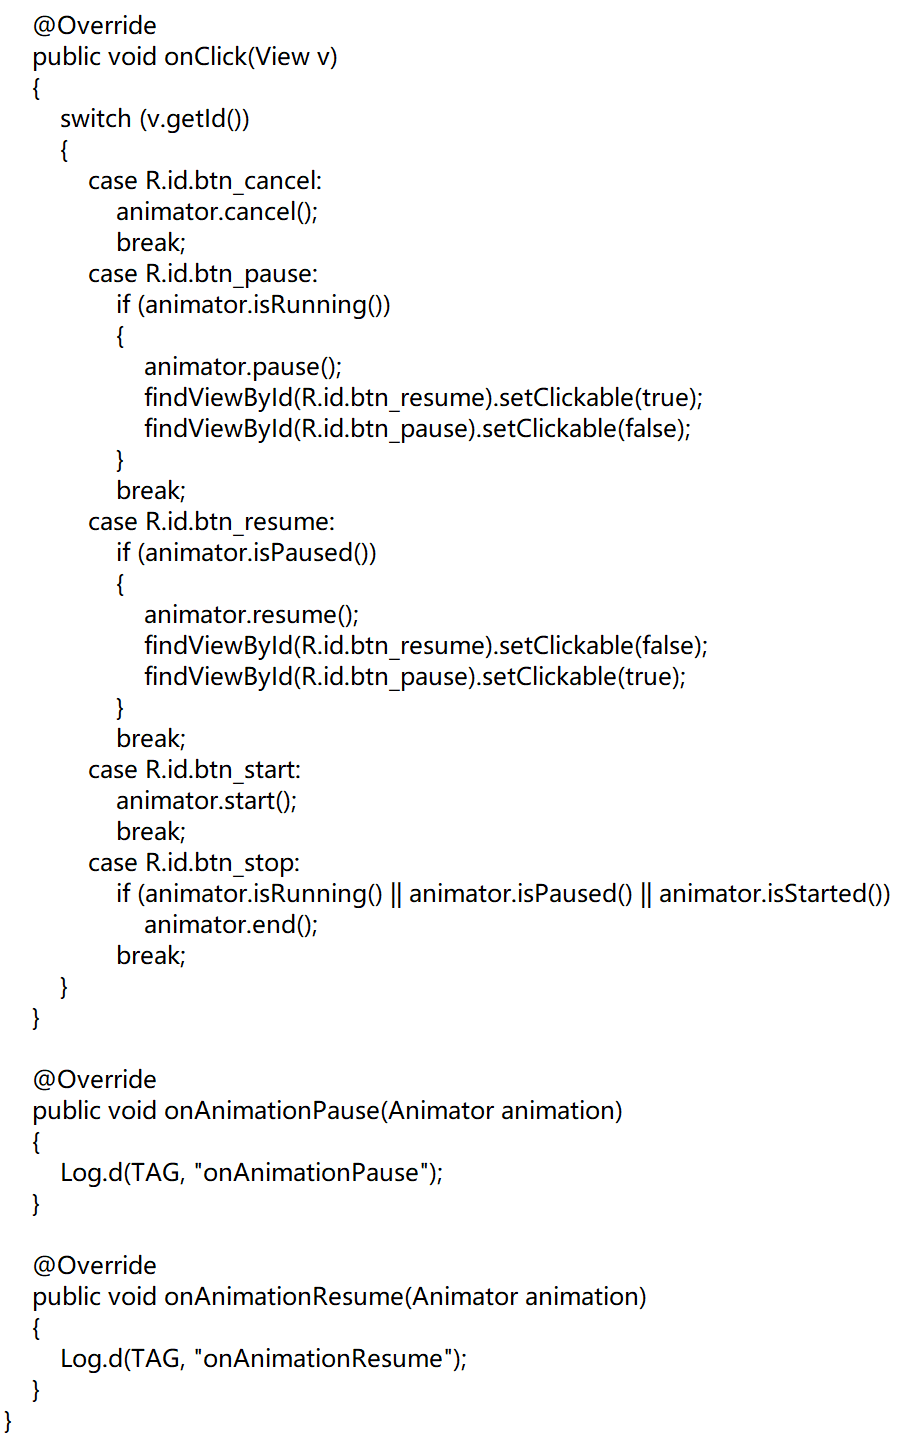 @Override
public void onClick(View v)
{
switch (v.getId())
{
case R.id.btn_cancel:
animator.cancel();
break;
case R.id.btn_pause:
if (animator.isRunning())
{
animator.pause();
findViewById(R.id.btn_resume).setClickable(true);
findViewById(R.id.btn_pause).setClickable(false);
}
break;
case R.id.btn_resume:
if (animator.isPaused())
{
animator.resume();
findViewById(R.id.btn_resume).setClickable(false);
findViewById(R.id.btn_pause).setClickable(true);
}
break;
case R.id.btn_start:
animator.start();
break;
case R.id.btn_stop:
if (animator.isRunning() || animator.isPaused() || animator.isStarted())
animator.end();
break;
}
}
@Override
public void onAnimationPause(Animator animation)
{
Log.d(TAG, "onAnimationPause");
}
@Override
public void onAnimationResume(Animator animation)
{
Log.d(TAG, "onAnimationResume");
}
}